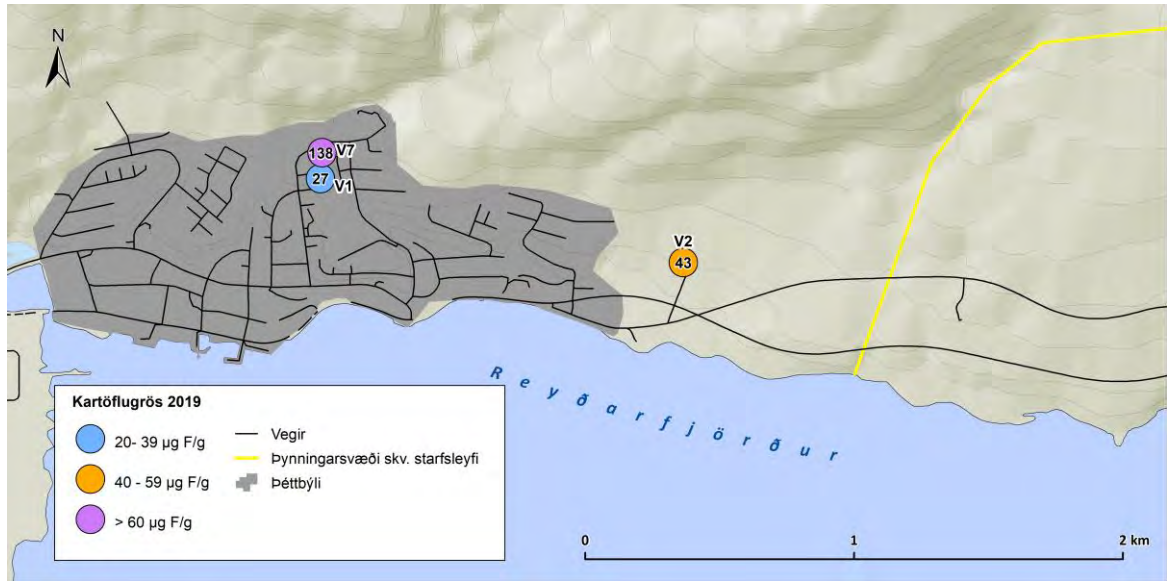 N
138 V7
27 V1
V2
43
Reyðarfjörður
Kartöflugrös 2019
20- 39 µg F/g
40 - 59 µg F/g
> 60 µg F/g
Vegir
Þynningarsvæði skv. starfsleyfi
Þéttbýli
0 1 2 km